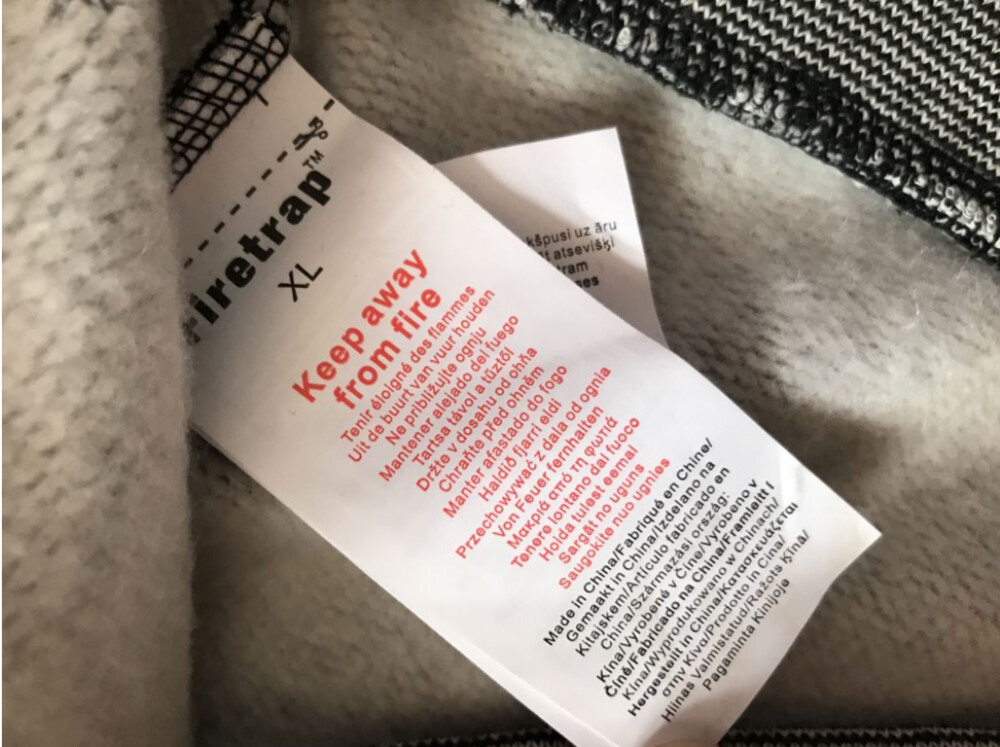 Firetrap™
XL
Keep away
from fire
Tenir éloigné des flammes
Uit de buurt van vuur houden
Ne približujte ognju
Mantener alejado del fuego
Tartsa távol a tűztől
Držte v dosahu od ohňa
Chraňte před ohněm
Manter afastado do fogo
Haldið fjarri eldi
Przechowywać z dala od ognia
Von Feuer fernhalten
Μακριά από τη φωτιά
Tenere lontano dal fuoco
Hoida tulest eemal
Sargāt no uguns
Saugokite nuo ugnies
Made in China/Fabriqué en Chine/
Gemaakt in China/Izdelano na
Kitajskem/Artículo fabricado en
China/Származási ország:
Kína/Vyrobené v Číne/Vyrobeno v
Číně/Fabricado na China/Framleitt í
Kína/Wyprodukowano w Chinach/
Hergestellt in China/Κατασκευάζεται
στην Κίνα/Prodotto in Cina/
Hiinas Valmistatud/Ražots Ķīnā/
Pagaminta Kinijoje
kšpusi uz āru
atsevišķi